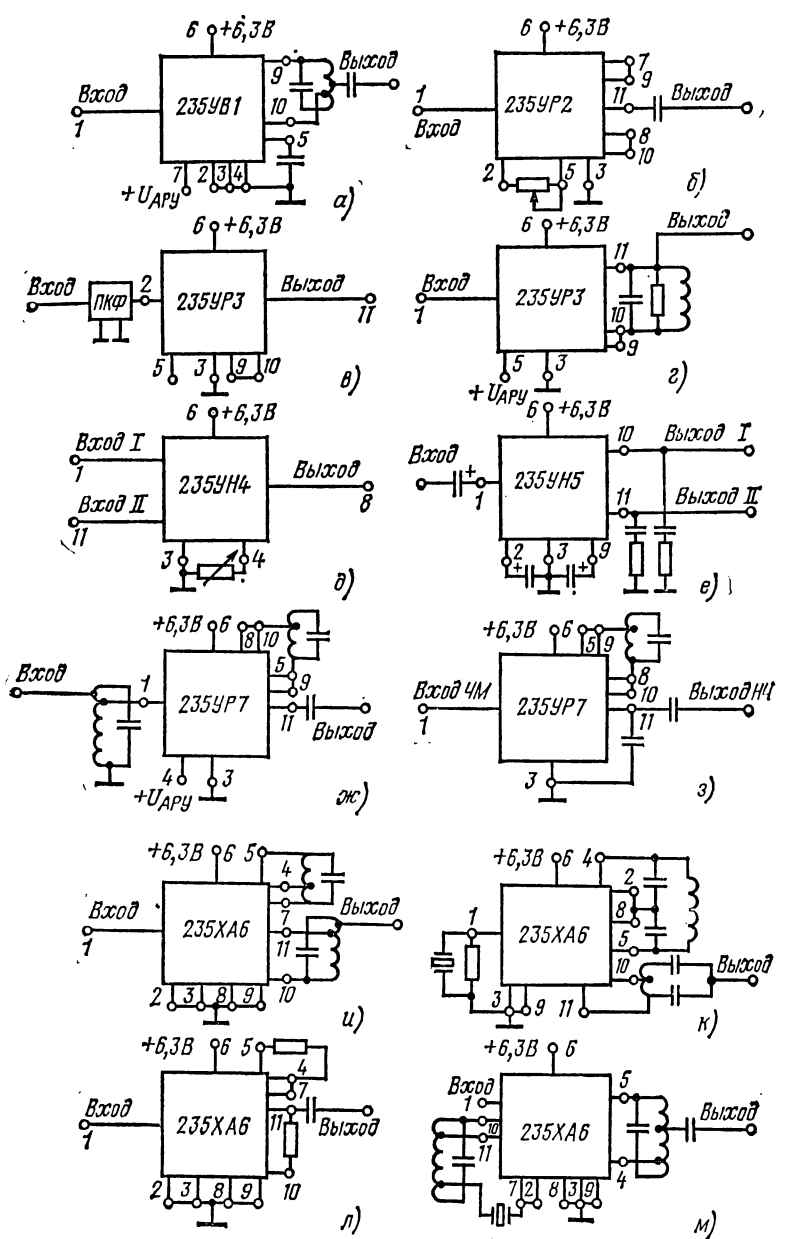 6 +6,3В
9
Выход
Вход
1
235УВ1
10
5
7 2 3 4
+UАРУ
а)
6 +6,3В
7
9
1
Вход
235УР2
11 Выход
8
10
2 5 3
б)
6 +6,3В
Вход
ПКФ
2
235УР3
Выход
11
5 3 9 10
в)
6 +6,3В
Выход
11
Вход
1
235УР3
10
9
5 3
+UАРУ
г)
6 +6,3В
Вход I
1
235УН4
Выход
8
Вход II
11
3 4
д)
6 +6,3В
10 Выход I
Вход
+
1
235УН5
11 Выход II
2 3 9
+ +
е)
+6,3В 6
8 10
Вход
1
5
9
235УР7
11
Выход
4 3
+UАРУ
ж)
+6,3В 6
5 9
8
10
Вход ЧМ
1
235УР7
11
Выход НЧ
3
з)
+6,3В 6 5
4
7
Вход
1
235ХА6
11
Выход
10
2 3 8 9
и)
+6,3В 6 4
2
8
1
235ХА6
5
10
Выход
3 9 11
к)
+6,3В 6 5
4
7
Вход
1
235ХА6
11
Выход
10
2 3 8 9
л)
+6,3В 6
Вход
1
5
10
11
235ХА6
Выход
4
7 2 8 3 9
м)